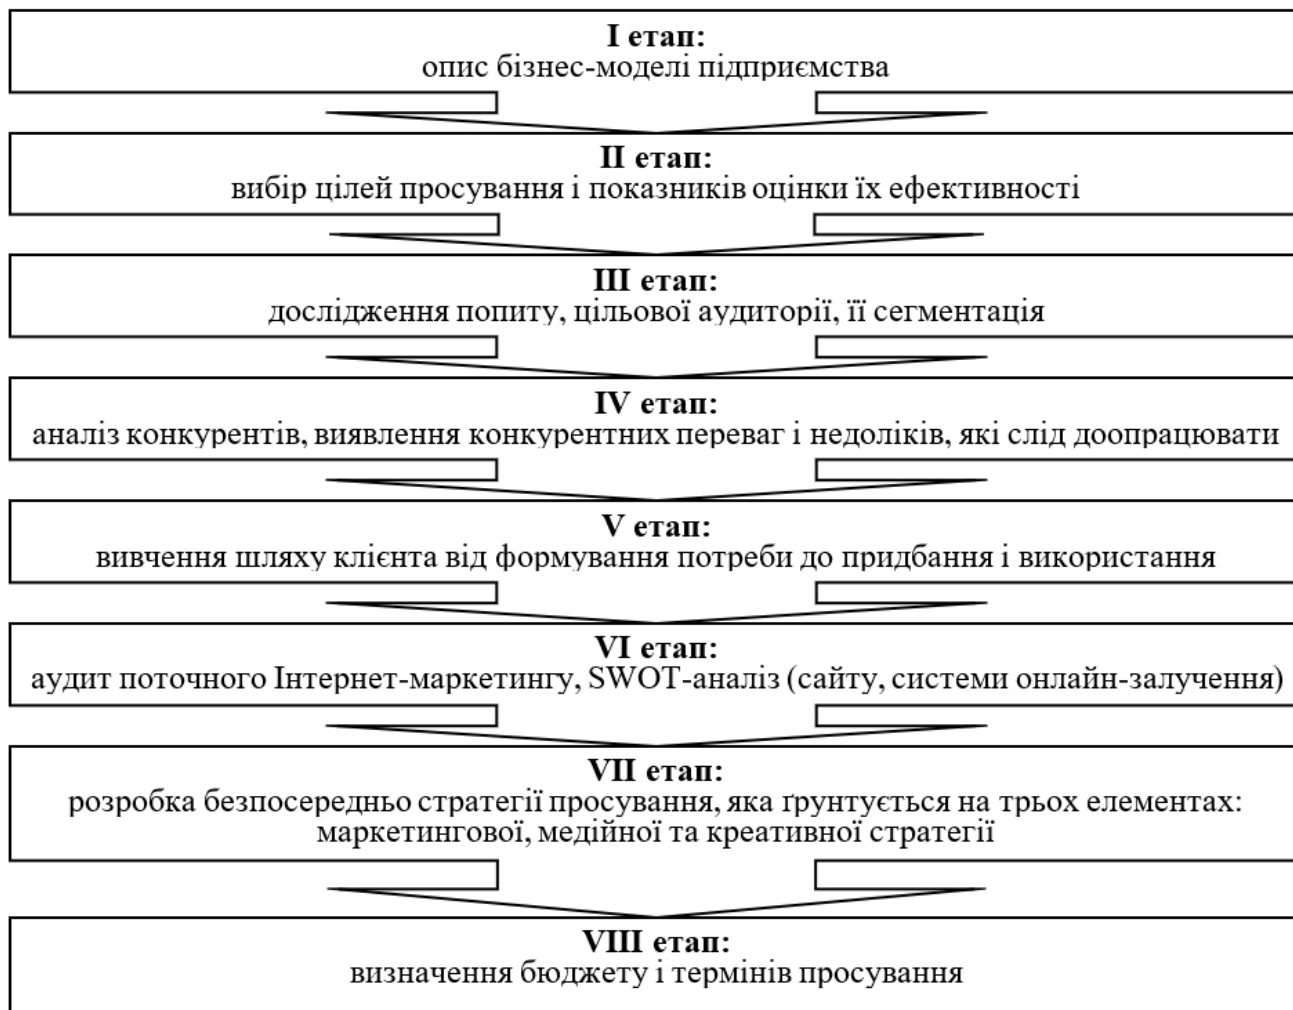 I етап:
опис бізнес-моделі підприємства
II етап:
вибір цілей просування і показників оцінки їх ефективності
III етап:
дослідження попиту, цільової аудиторії, її сегментація
IV етап:
аналіз конкурентів, виявлення конкурентних переваг і недоліків, які слід доопрацювати
V етап:
вивчення шляху клієнта від формування потреби до придбання і використання
VI етап:
аудит поточного Інтернет-маркетингу, SWOT-аналіз (сайту, системи онлайн-залучення)
VII етап:
розробка безпосередньо стратегії просування, яка ґрунтується на трьох елементах:
маркетингової, медійної та креативної стратегії
VIII етап:
визначення бюджету і термінів просування